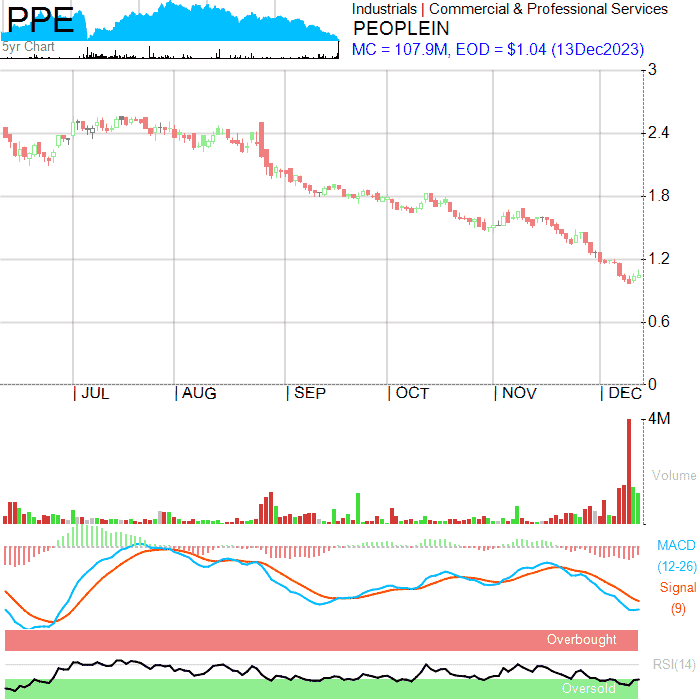 PPE
5yr Chart
Industrials | Commercial & Professional Services
PEOPLEIN
MC = 107.9M, EOD = $1.04 (13Dec2023)
3
2.4
1.8
1.2
0.6
0
| JUL | AUG | SEP | OCT | NOV | DEC
4M
Volume
MACD
(12-26)
Signal
(9)
Overbought
RSI(14)
Oversold